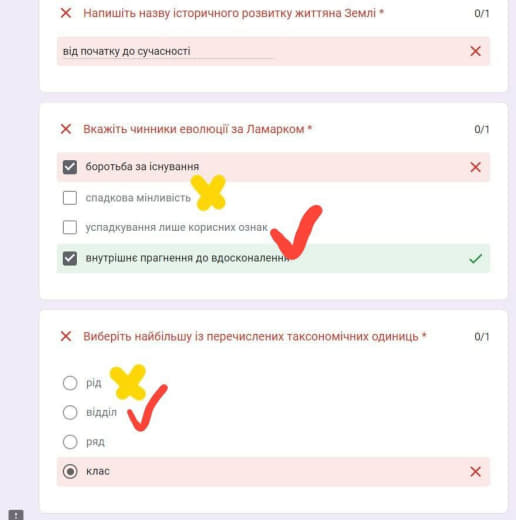 Напишіть назву історичного розвитку життяна Землі * 0/1
від початку до сучасності
Вкажіть чинники еволюції за Ламарком * 0/1
боротьба за існування
спадкова мінливість
успадкування лише корисних ознак
внутрішнє прагнення до вдосконалення
Виберіть найбільшу із перечислених таксономічних одиниць * 0/1
рід
відділ
ряд
клас